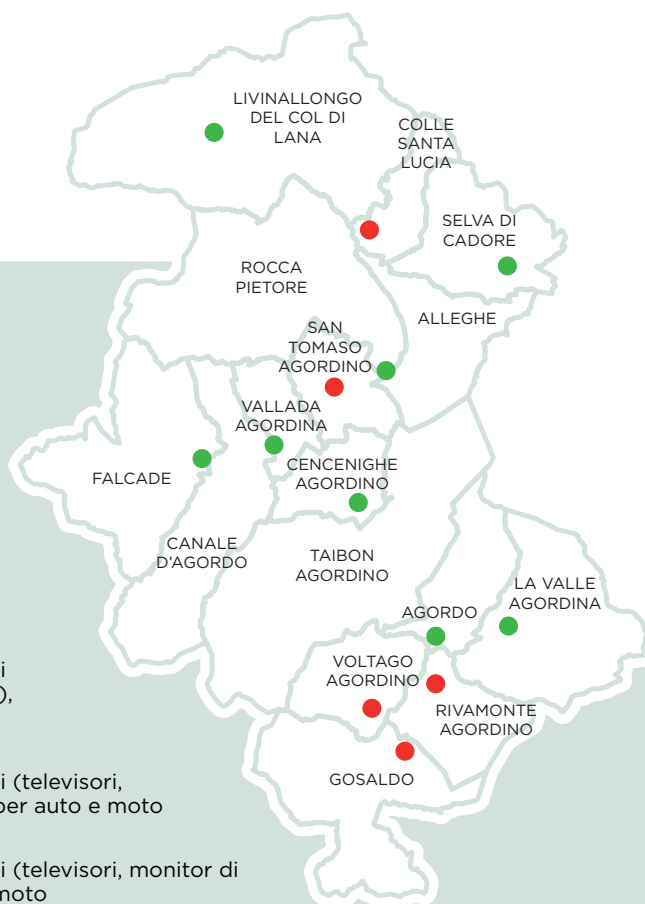 LIVINALLONGO
DEL COL DI
LANA
COLLE
SANTA
LUCIA
SELVA DI
CADORE
ROCCA
PIETORE
ALLEGHE
SAN
TOMASO
AGORDINO
VALLADA
AGORDINA
CENCENIGHE
AGORDINO
FALCADE
CANALE
D'AGORDO
TAIBON
AGORDINO
LA VALLE
AGORDINA
AGORDO
VOLTAGO
AGORDINO
RIVAMONTE
AGORDINO
GOSALDO
i
),
i (televisori,
per auto e moto
i (televisori, monitor di
moto